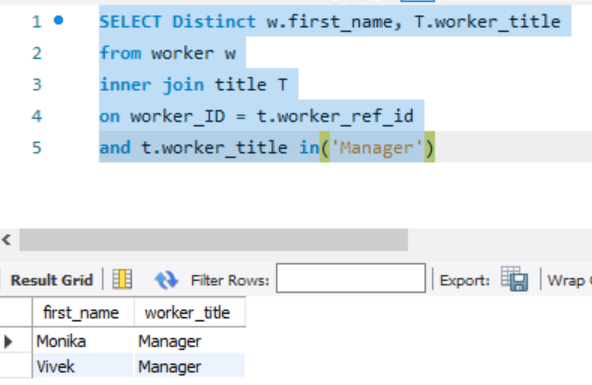 1 SELECT Distinct w.first_name, T.worker_title
2 from worker w
3 inner join title T
4 on worker_ID = t.worker_ref_id
5 and t.worker_title in('Manager')
Result Grid Filter Rows: Export: Wrap
first_name worker_title
Monika Manager
Vivek Manager